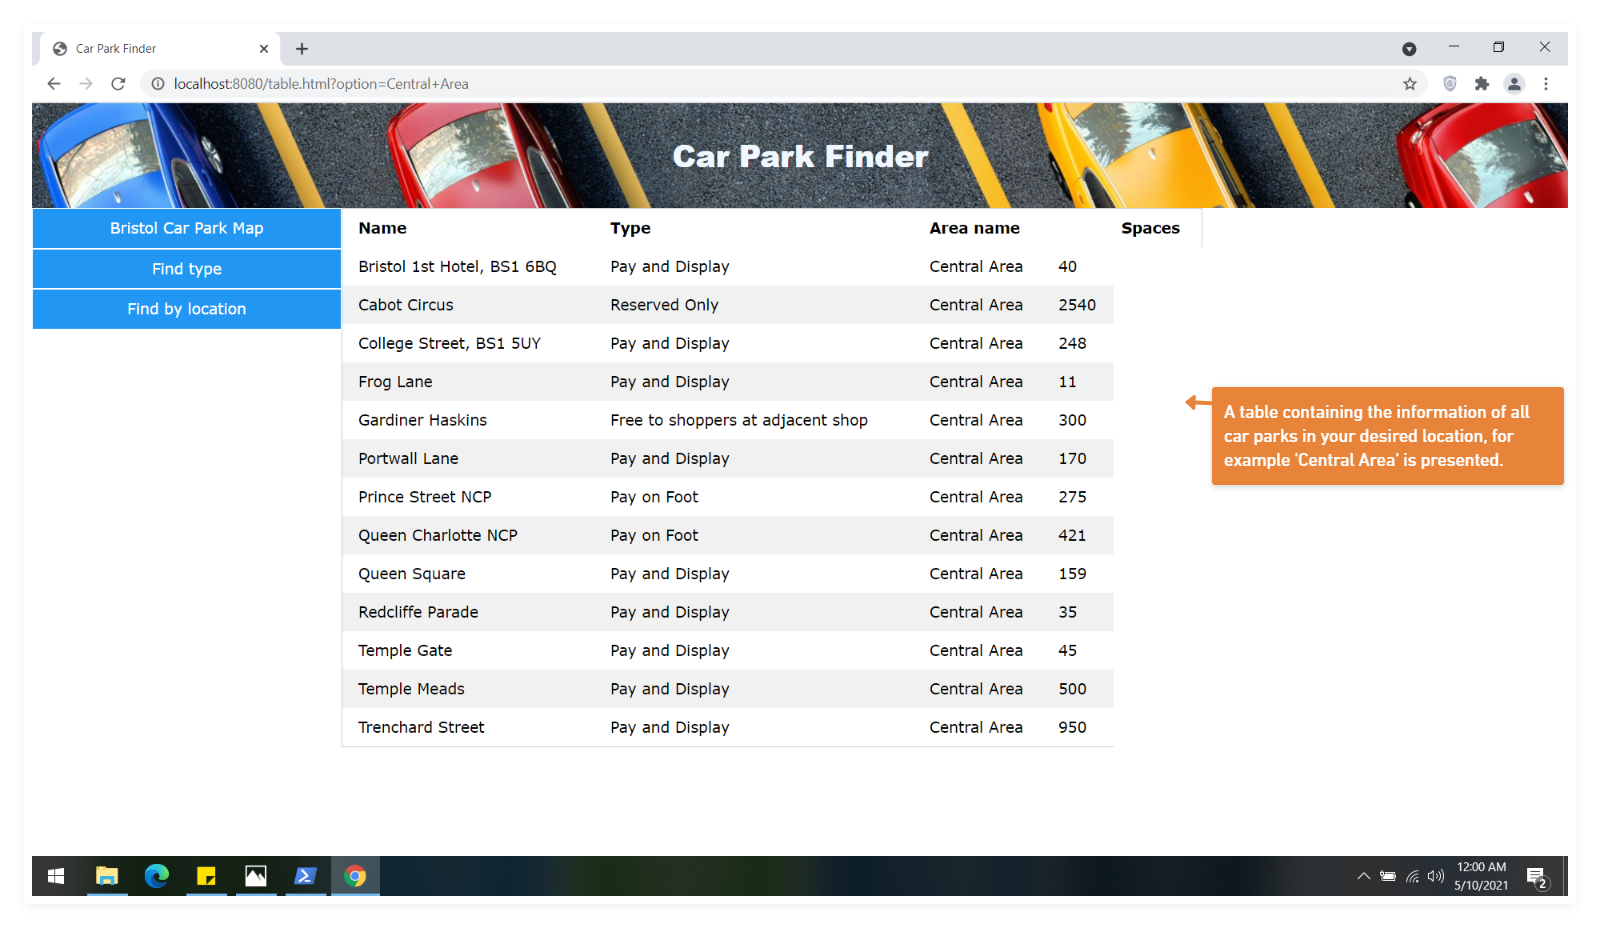 Car Park Finder
localhost:8080/table.html?option=Central+Area
Car Park Finder
Bristol Car Park Map
Find type
Find by location
Name Type Area name Spaces
Bristol 1st Hotel, BS1 6BQ Pay and Display Central Area 40
Cabot Circus Reserved Only Central Area 2540
College Street, BS1 5UY Pay and Display Central Area 248
Frog Lane Pay and Display Central Area 11
Gardiner Haskins Free to shoppers at adjacent shop Central Area 300
Portwall Lane Pay and Display Central Area 170
Prince Street NCP Pay on Foot Central Area 275
Queen Charlotte NCP Pay on Foot Central Area 421
Queen Square Pay and Display Central Area 159
Redcliffe Parade Pay and Display Central Area 35
Temple Gate Pay and Display Central Area 45
Temple Meads Pay and Display Central Area 500
Trenchard Street Pay and Display Central Area 950
A table containing the information of all
car parks in your desired location, for
example 'Central Area' is presented.
12:00 AM
5/10/2021
2